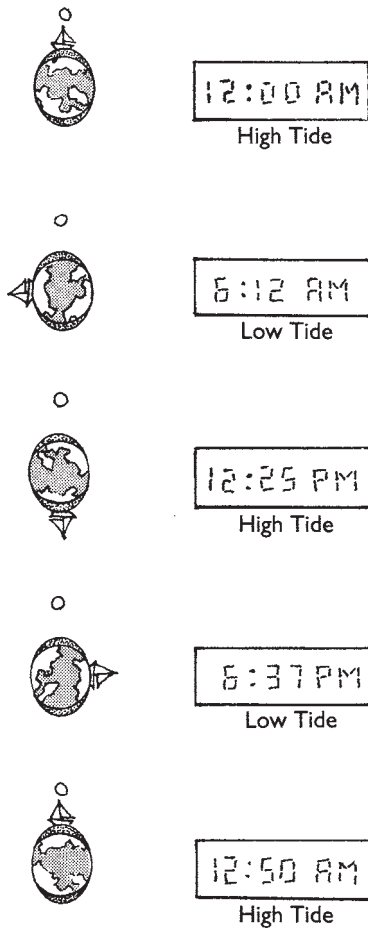 12:00 AM
High Tide
6:12 AM
Low Tide
12:25 PM
High Tide
6:37 PM
Low Tide
12:50 AM
High Tide